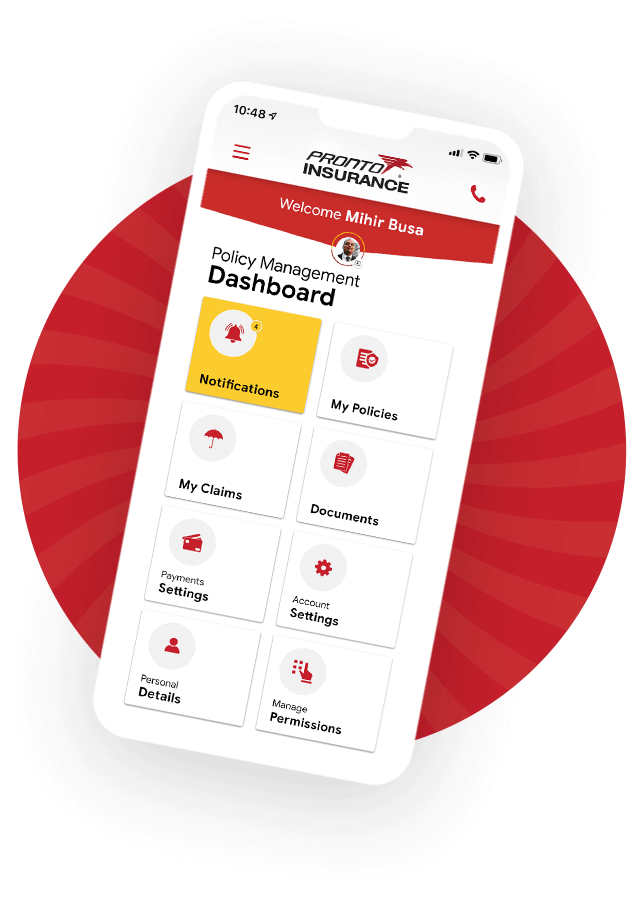 10:48
PRONTO
INSURANCE
®
Welcome Mihir Busa
Policy Management
Dashboard
4
Notifications
My Policies
My Claims
Documents
Payments
Settings
Account
Settings
Personal
Details
Manage
Permissions